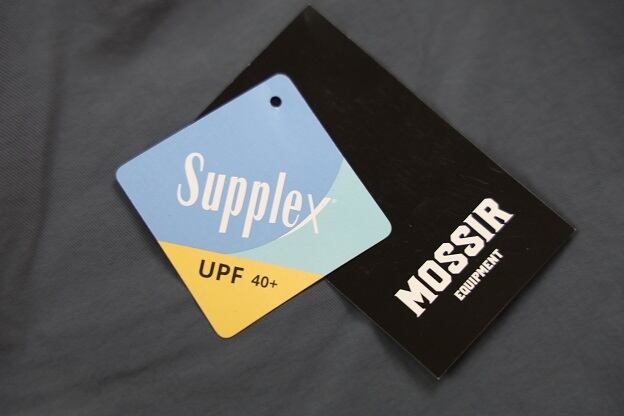 Supplex®
UPF 40+
MOSSIR
EQUIPMENT